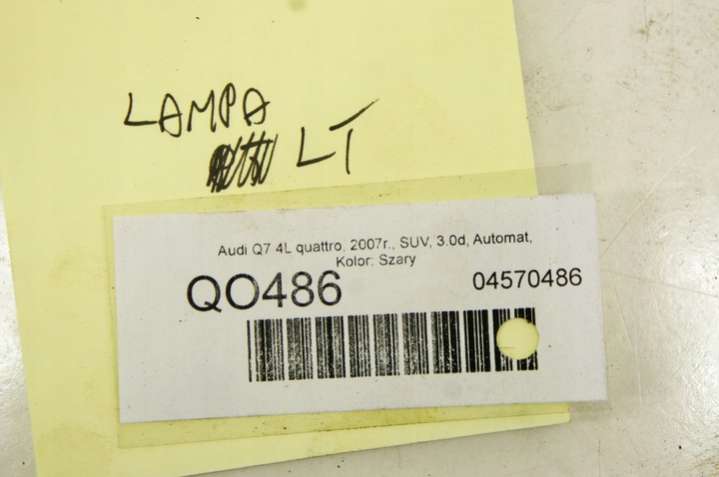 LAMPA
LT
Audi Q7 4L quattro, 2007r., SUV, 3.0d, Automat,
Kolor: Szary
QO486
04570486